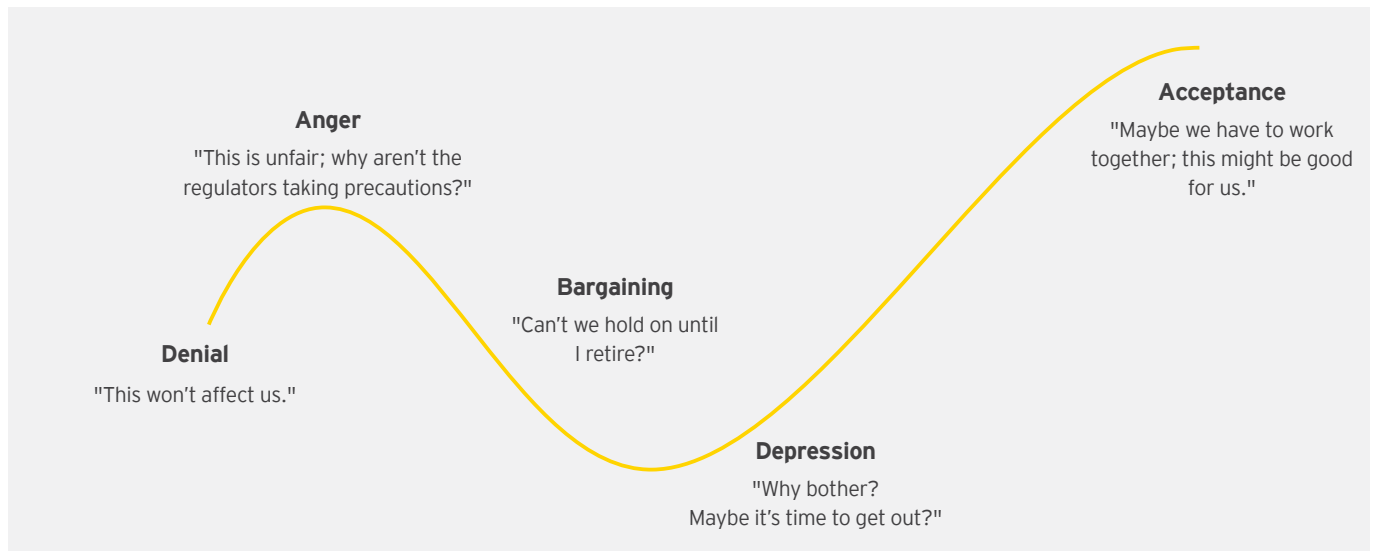 Denial
"This won’t affect us."
Anger
"This is unfair; why aren’t the
regulators taking precautions?"
Bargaining
"Can’t we hold on until
I retire?"
Depression
"Why bother?
Maybe it’s time to get out?"
Acceptance
"Maybe we have to work
together; this might be good
for us."